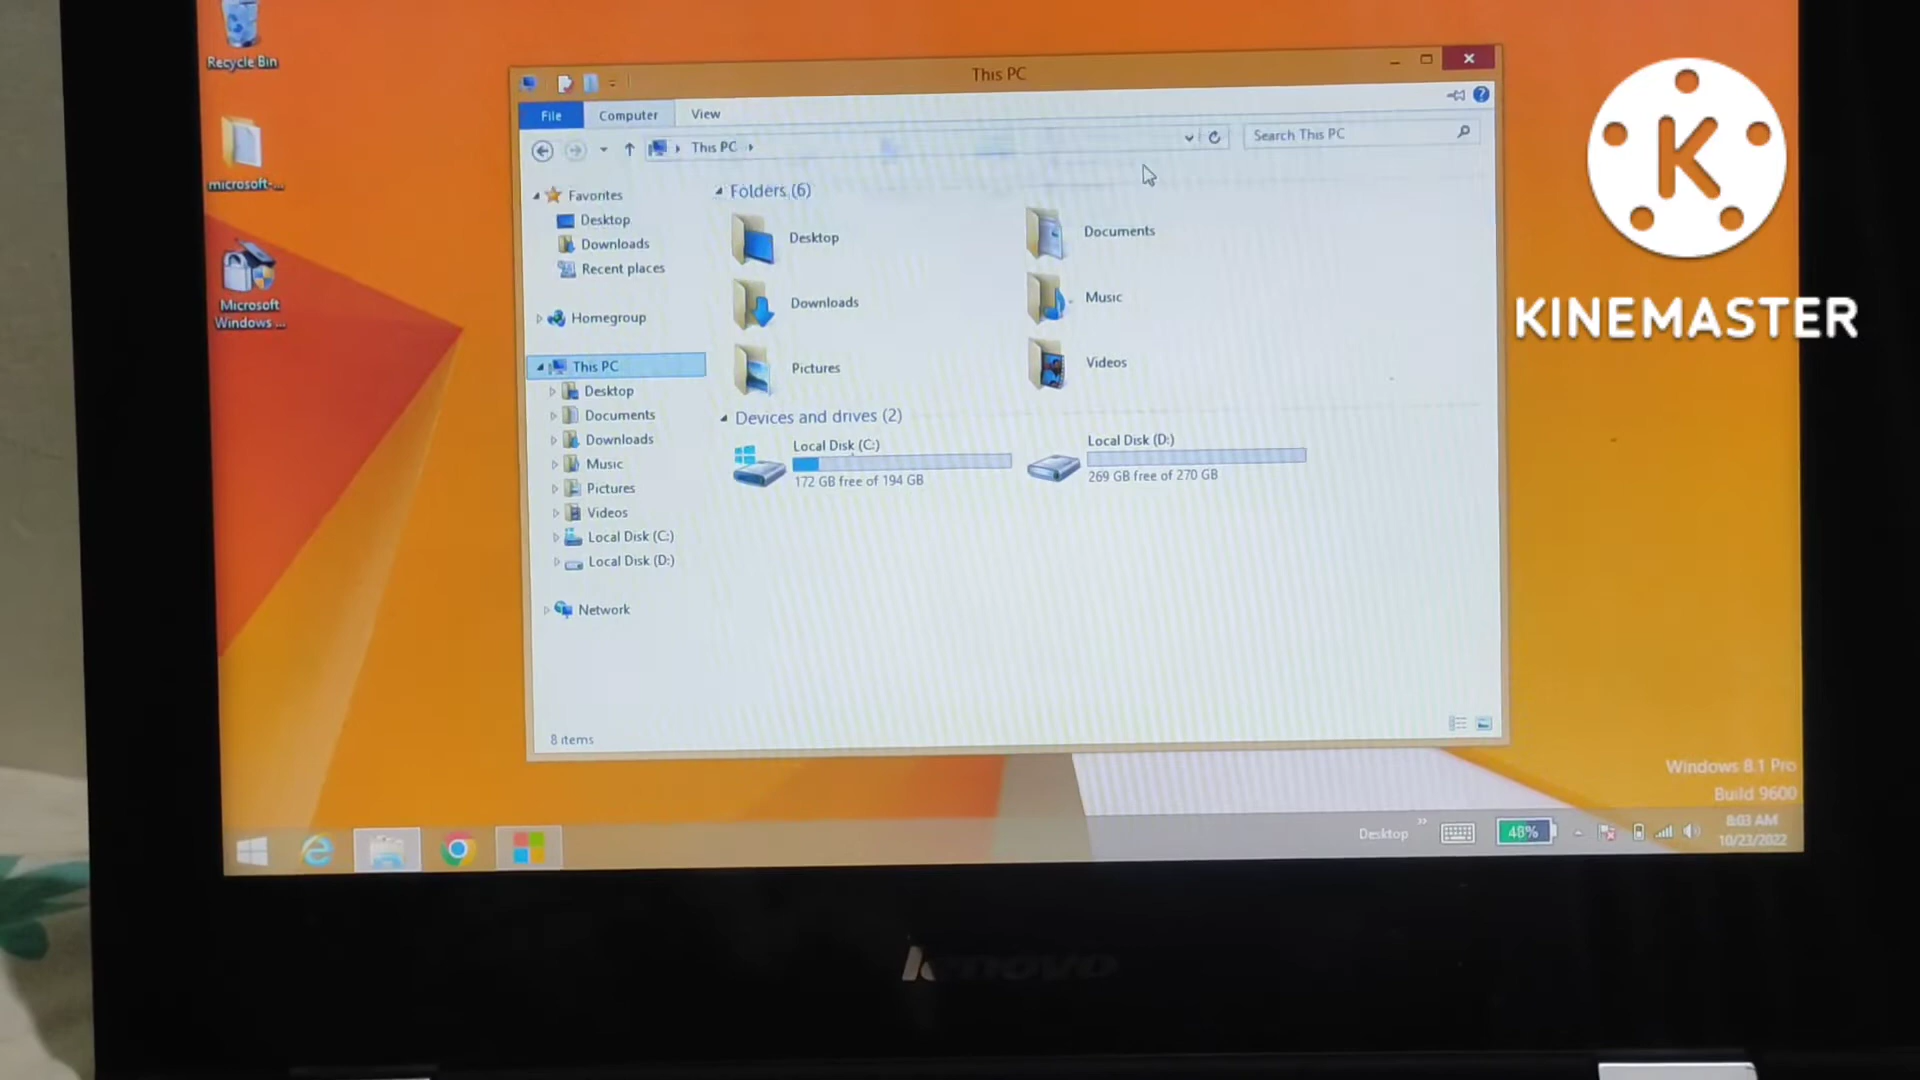 Recycle Bin
microsoft-...
Microsoft
Windows ...
This PC
File
Computer
View
This PC
Search This PC
Favorites
Desktop
Downloads
Recent places
Homegroup
This PC
Desktop
Documents
Downloads
Music
Pictures
Videos
Local Disk (C:)
Local Disk (D:)
Network
8 items
Folders (6)
Desktop
Documents
Downloads
Music
Pictures
Videos
Devices and drives (2)
Local Disk (C:)
172 GB free of 194 GB
Local Disk (D:)
269 GB free of 270 GB
K
KINEMASTER
Windows 8.1 Pro
Build 9600
Desktop
48%
8:03 AM
10/23/2022
lenovo